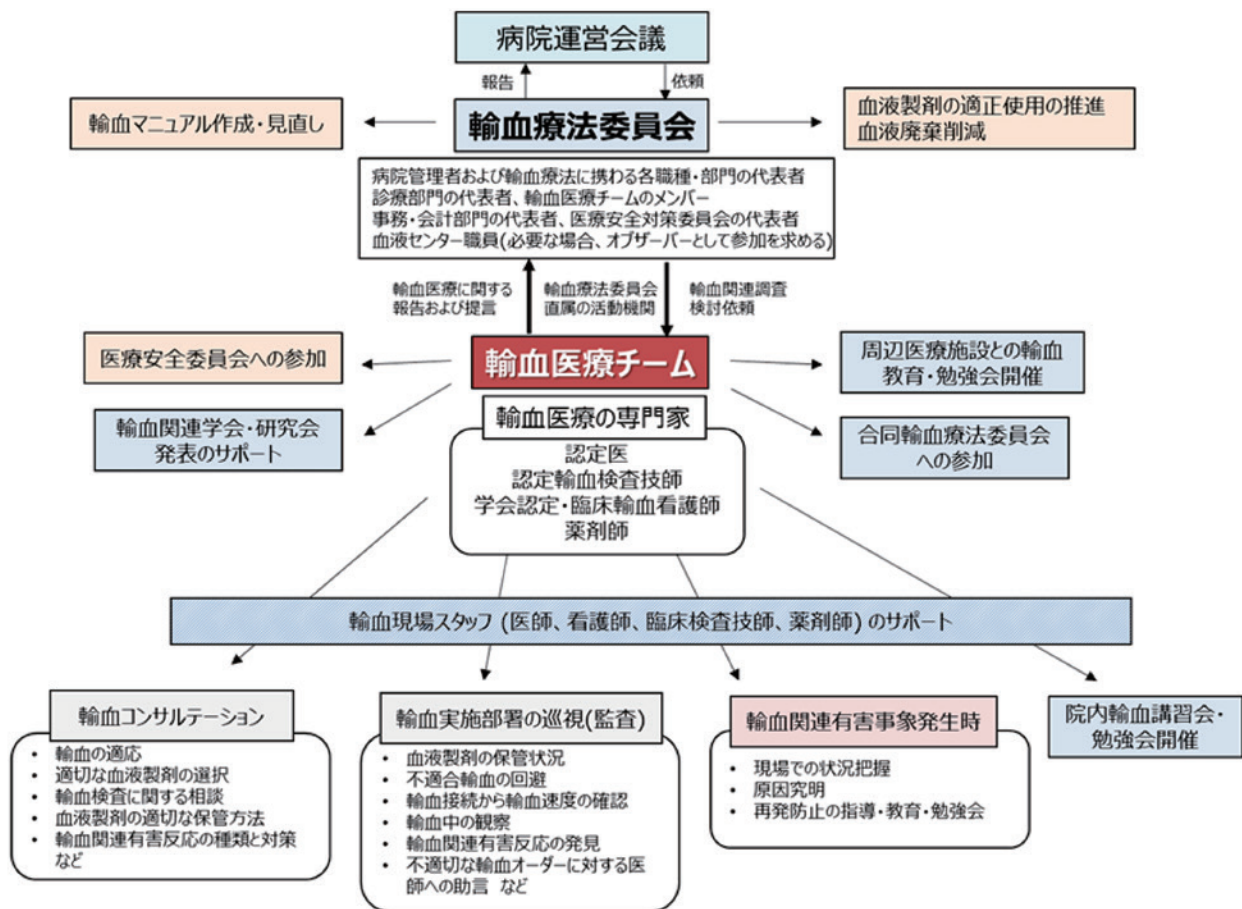 病院運営会議
報告
依頼
輸血マニュアル作成・見直し
輸血療法委員会
血液製剤の適正使用の推進
血液廃棄削減
病院管理者および輸血療法に携わる各職種・部門の代表者
診療部門の代表者、輸血医療チームのメンバー
事務・会計部門の代表者、医療安全対策委員会の代表者
血液センター職員(必要な場合、オブザーバーとして参加を求める)
輸血医療に関する
報告および提言
輸血療法委員会
直属の活動機関
輸血関連調査
検討依頼
医療安全委員会への参加
輸血医療チーム
周辺医療施設との輸血
教育・勉強会開催
輸血関連学会・研究会
発表のサポート
輸血医療の専門家
合同輸血療法委員会
への参加
認定医
認定輸血検査技師
学会認定・臨床輸血看護師
薬剤師
輸血現場スタッフ (医師、看護師、臨床検査技師、薬剤師) のサポート
輸血コンサルテーション
• 輸血の適応
• 適切な血液製剤の選択
• 輸血検査に関する相談
• 血液製剤の適切な保管方法
• 輸血関連有害反応の種類と対策
など
輸血実施部署の巡視(監査)
• 血液製剤の保管状況
• 不適合輸血の回避
• 輸血接続から輸血速度の確認
• 輸血中の観察
• 輸血関連有害反応の発見
• 不適切な輸血オーダーに対する医
師への助言 など
輸血関連有害事象発生時
• 現場での状況把握
• 原因究明
• 再発防止の指導・教育・勉強会
院内輸血講習会・
勉強会開催